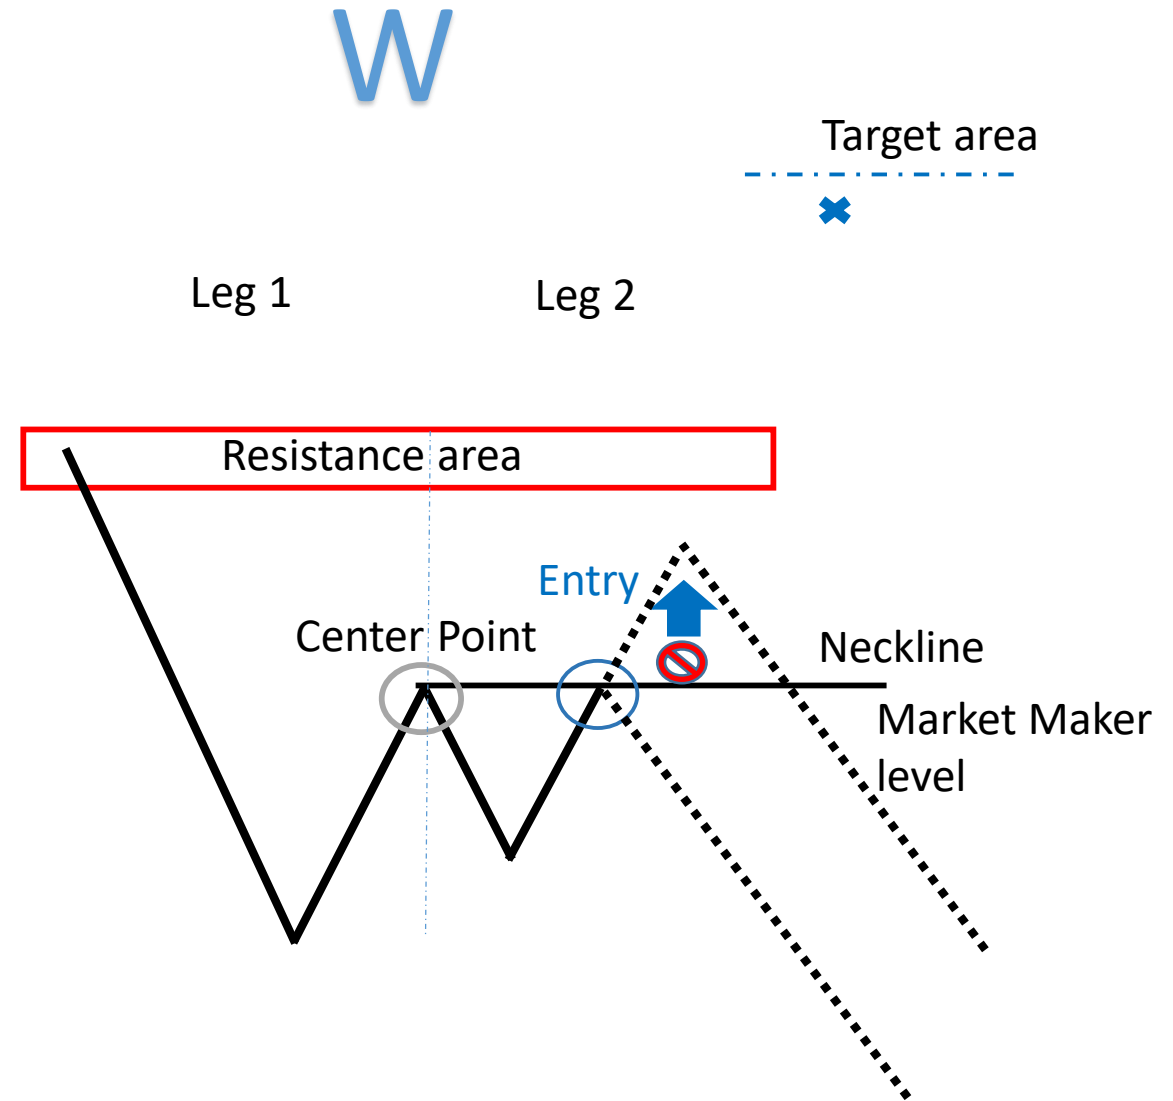 W
Target area
Leg 1
Leg 2
Resistance area
Entry
Center Point
Neckline
Market Maker
level